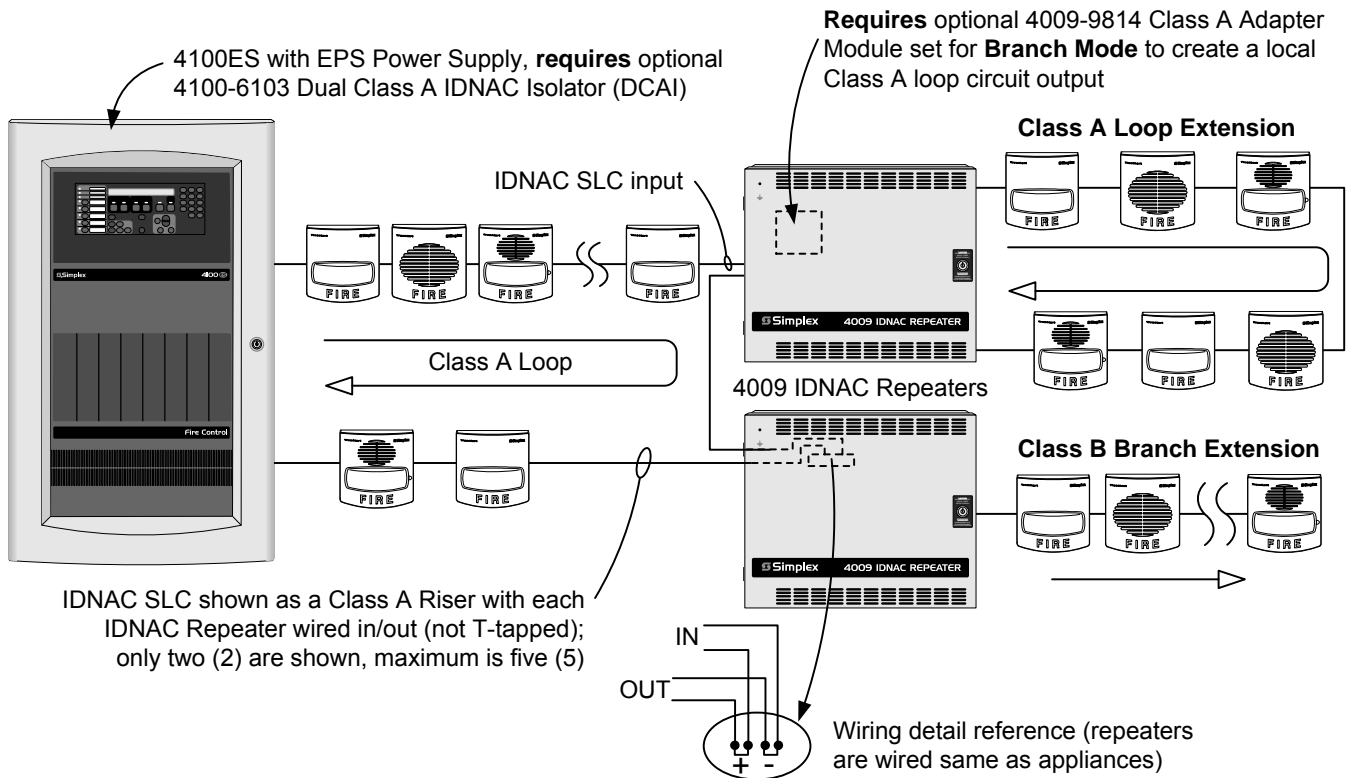 Requires optional 4009-9814 Class A Adapter
Module set for Branch Mode to create a local
Class A loop circuit output
4100ES with EPS Power Supply, requires optional
4100-6103 Dual Class A IDNAC Isolator (DCAI)
Class A Loop Extension
IDNAC SLC input
FIRE
FIRE
FIRE
FIRE
FIRE
FIRE
FIRE
Simplex
4100
Simplex 4009 IDNAC REPEATER
FIRE
FIRE
FIRE
Class A Loop
4009 IDNAC Repeaters
Fire Control
FIRE
FIRE
Class B Branch Extension
FIRE
FIRE
FIRE
Simplex 4009 IDNAC REPEATER
IDNAC SLC shown as a Class A Riser with each
IDNAC Repeater wired in/out (not T-tapped);
only two (2) are shown, maximum is five (5)
IN
OUT
+ -
Wiring detail reference (repeaters
are wired same as appliances)